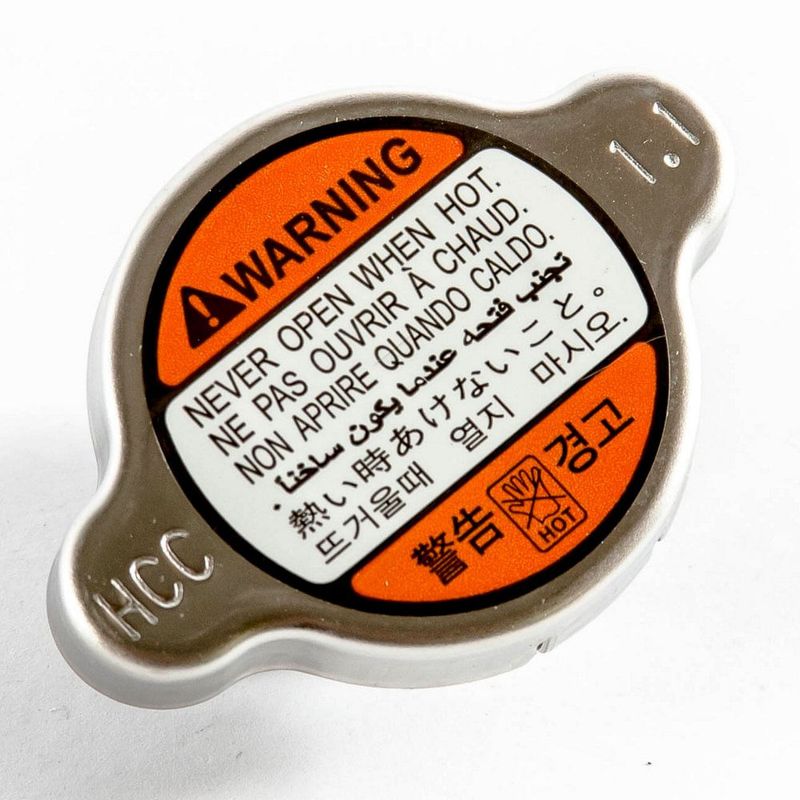 1.1
WARNING
NEVER OPEN WHEN HOT.
NE PAS OUVRIR À CHAUD.
NON APRIRE QUANDO CALDO.
تجنب فتحه عندما يكون ساخنا.
熱い時あけないこと。
뜨거울때 열지 마시오.
警告 HOT 경고
HCC